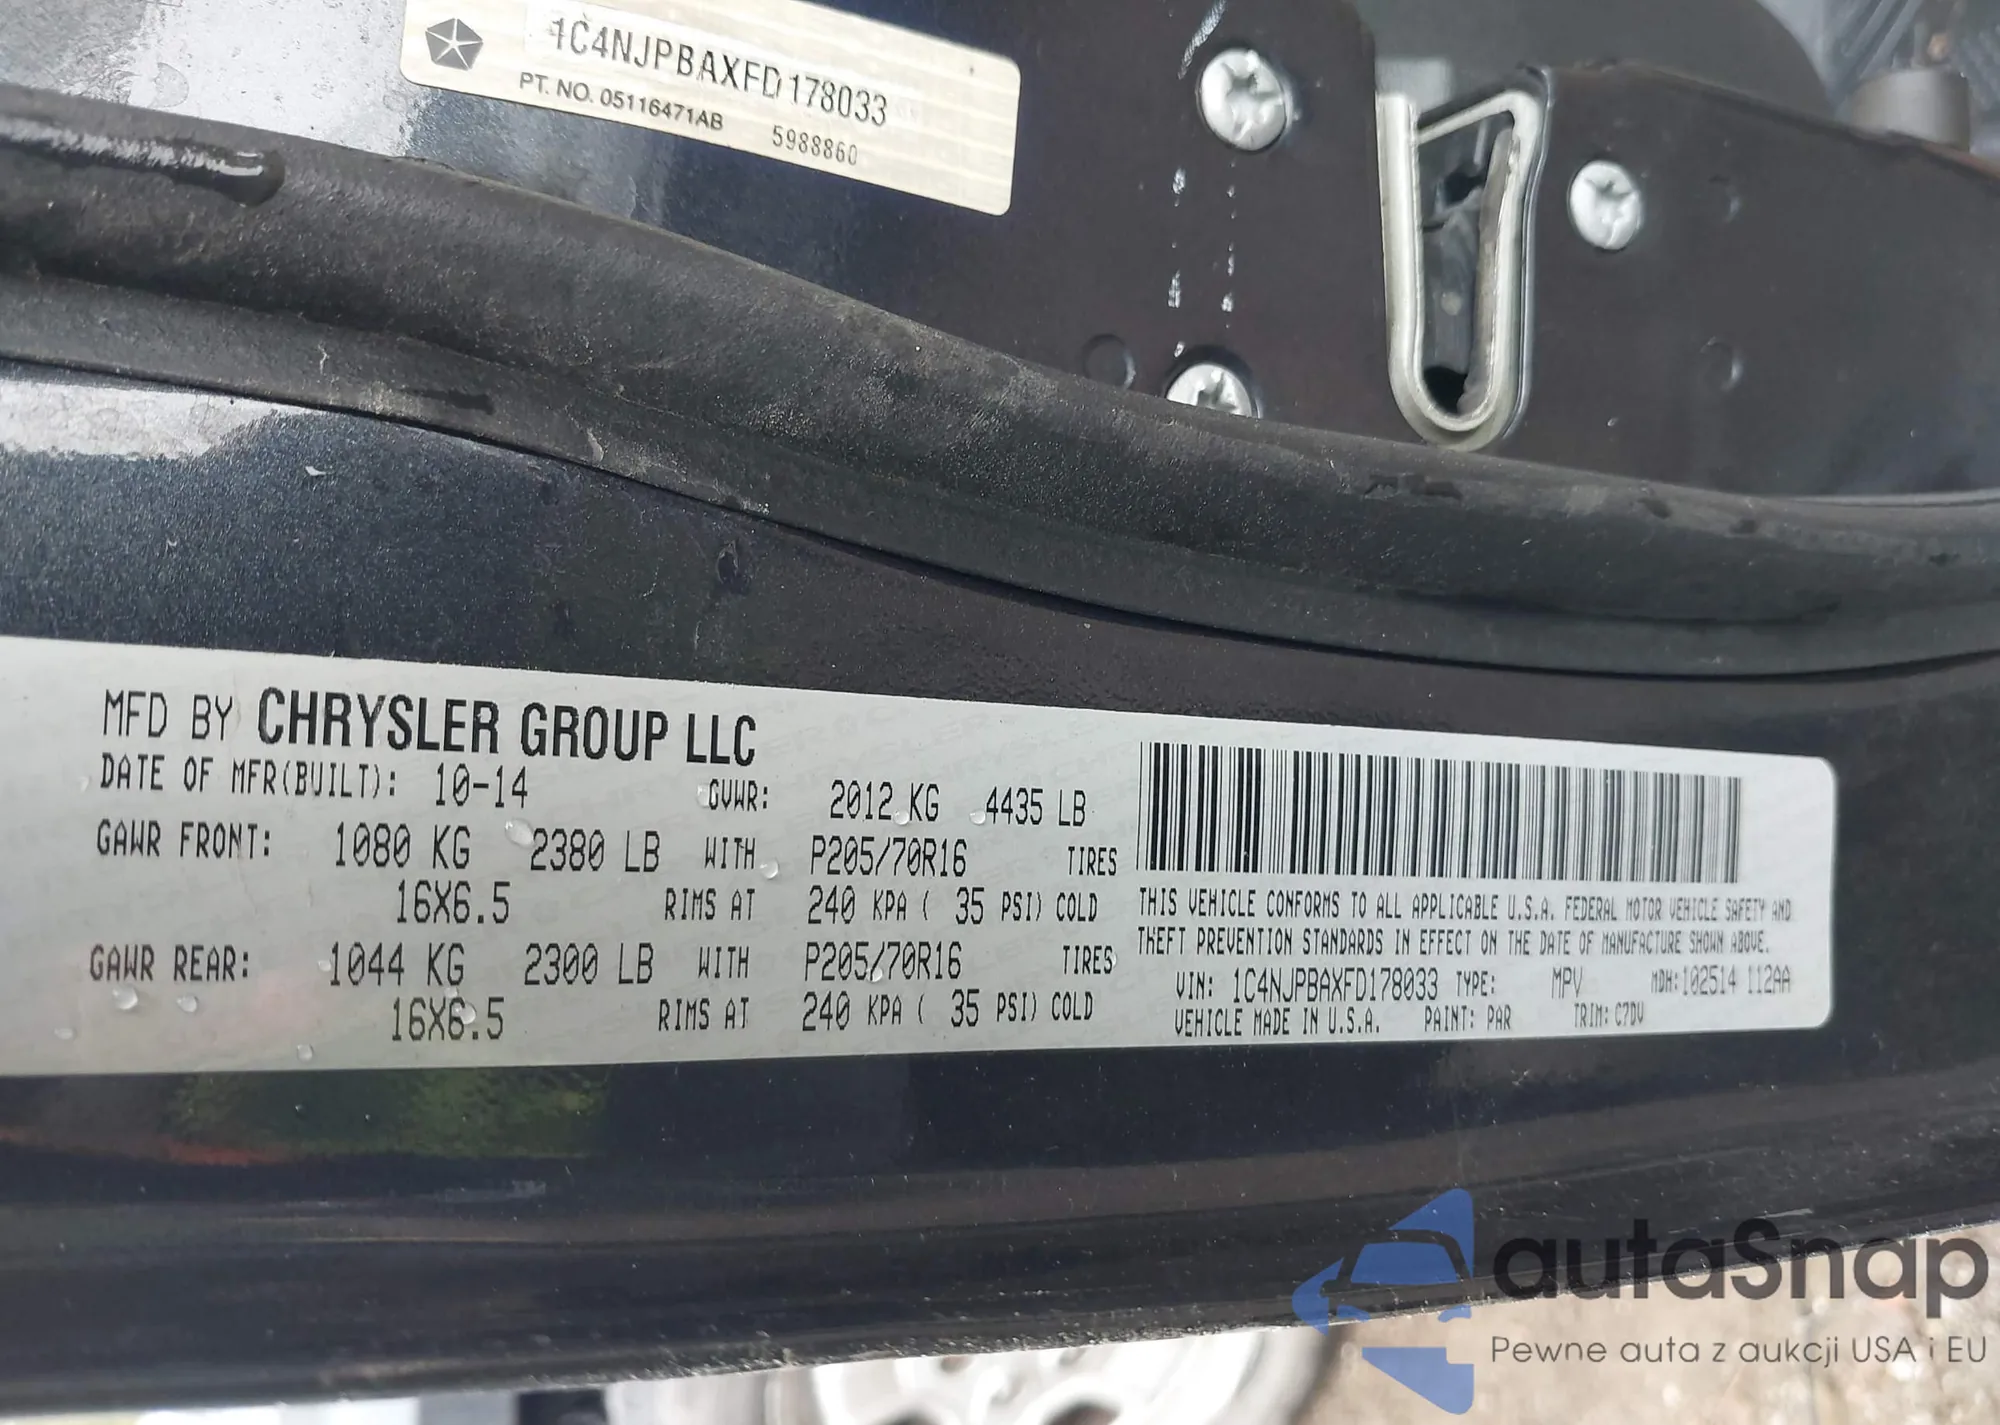 1C4NJPBAXFD178033
PT. NO. 05116471AB 5988860
MFD BY CHRYSLER GROUP LLC
DATE OF MFR(BUILT): 10-14 GVWR: 2012 KG 4435 LB
GAWR FRONT: 1080 KG 2380 LB WITH P205/70R16 TIRES
16X6.5 RIMS AT 240 KPA ( 35 PSI) COLD
GAWR REAR: 1044 KG 2300 LB WITH P205/70R16 TIRES
16X6.5 RIMS AT 240 KPA ( 35 PSI) COLD
THIS VEHICLE CONFORMS TO ALL APPLICABLE U.S.A. FEDERAL MOTOR VEHICLE SAFETY AND
THEFT PREVENTION STANDARDS IN EFFECT ON THE DATE OF MANUFACTURE SHOWN ABOVE.
VIN: 1C4NJPBAXFD178033 TYPE: MPV MDH:102514 112AA
VEHICLE MADE IN U.S.A. PAINT: PAR TRIM: C7DV
autaSnap
Pewne auta z aukcji USA i EU